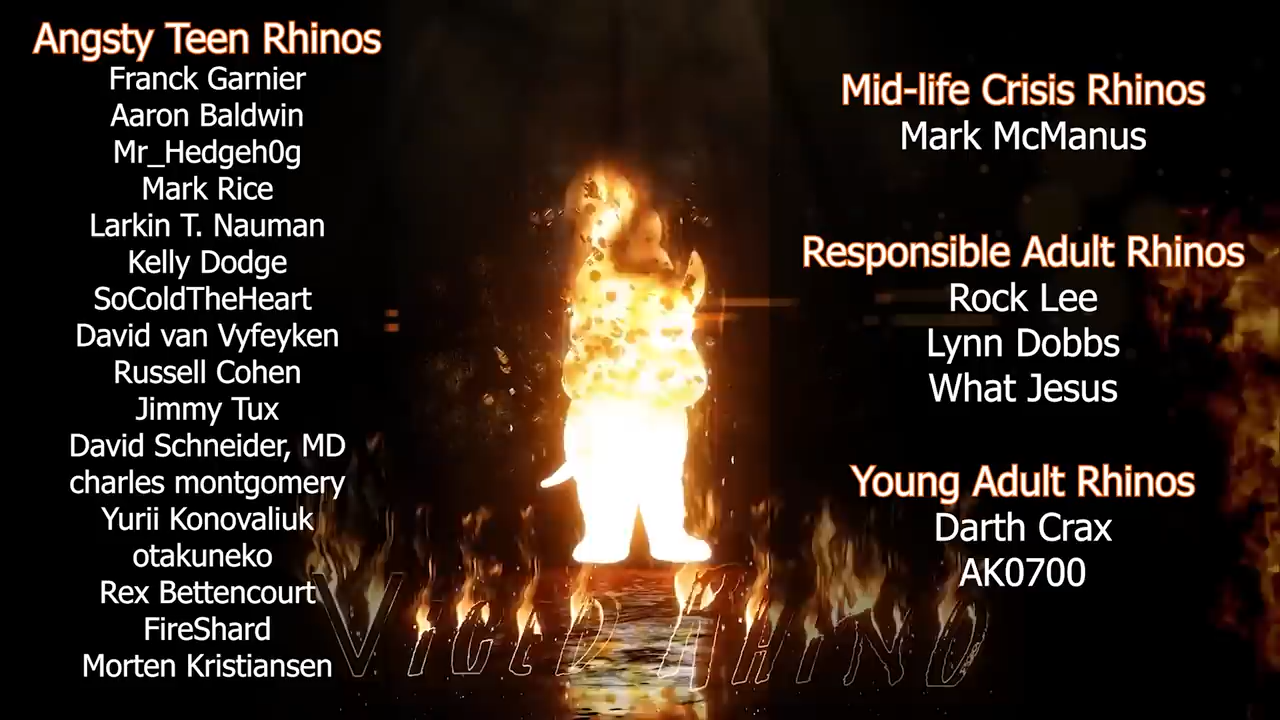 Angsty Teen Rhinos
Franck Garnier
Aaron Baldwin
Mr_Hedgeh0g
Mark Rice
Larkin T. Nauman
Kelly Dodge
SoColdTheHeart
David van Vyfeyken
Russell Cohen
Jimmy Tux
David Schneider, MD
charles montgomery
Yurii Konovaliuk
otakuneko
Rex Bettencourt
FireShard
Morten Kristiansen
Mid-life Crisis Rhinos
Mark McManus
Responsible Adult Rhinos
Rock Lee
Lynn Dobbs
What Jesus
Young Adult Rhinos
Darth Crax
AK0700